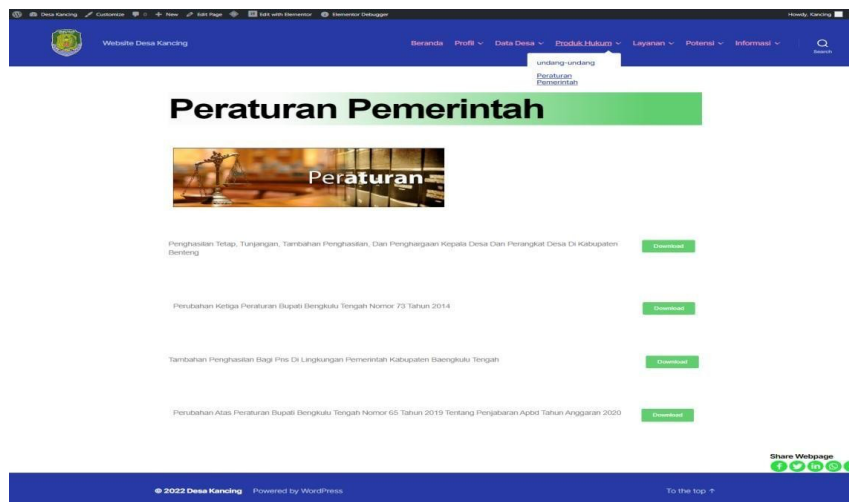 Desa Kancing Customize 0 + New Edit Page Edit with Elementor Elementor Debugger Howdy, Kancing
Website Desa Kancing Beranda Profil Data Desa Produk Hukum Layanan Potensi Informasi Search
undang-undang
Peraturan
Pemerintah
Peraturan Pemerintah
Peraturan
Penghasilan Tetap, Tunjangan, Tambahan Penghasilan, Dan Penghargaan Kepala Desa Dan Perangkat Desa Di Kabupaten Download
Benteng
Perubahan Ketiga Peraturan Bupati Bengkulu Tengah Nomor 73 Tahun 2014 Download
Tambahan Penghasilan Bagi Pns Di Lingkungan Pemerintah Kabupaten Baengkulu Tengah Download
Perubahan Atas Peraturan Bupati Bengkulu Tengah Nomor 65 Tahun 2019 Tentang Penjabaran Apbd Tahun Anggaran 2020 Download
Share Webpage
© 2022 Desa Kancing Powered by WordPress To the top ↑